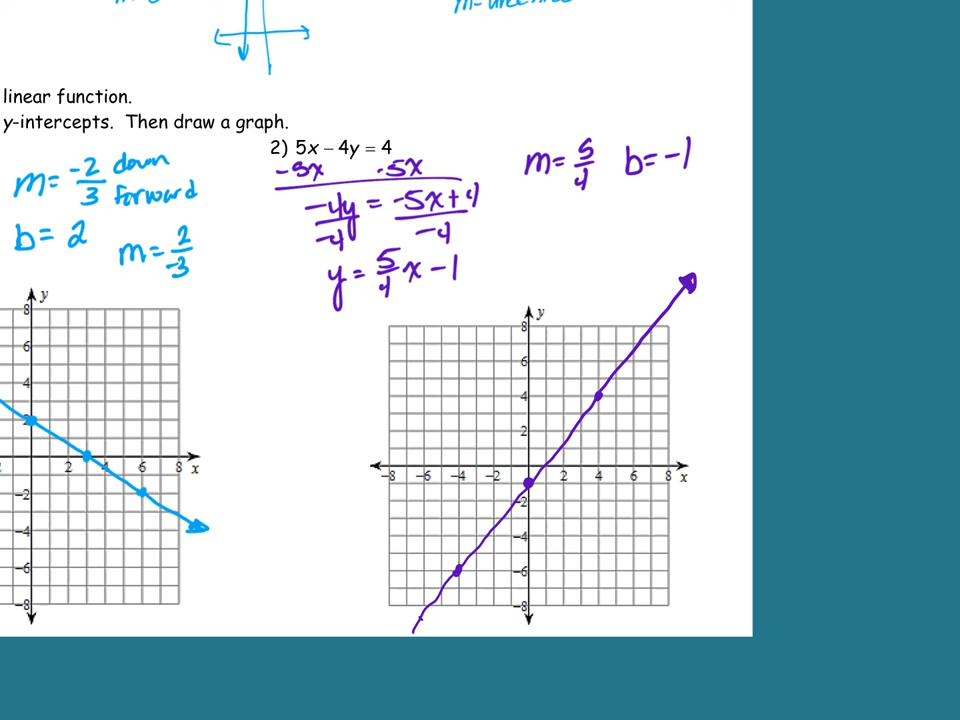 linear function.
y-intercepts. Then draw a graph.
2) 5x – 4y = 4
-5x -5x
-4y = -5x+4
-4 -4
y = 5/4 x - 1
m = 5/4 b = -1
m = -2/3 down forward
b = 2 m = 2/-3
y
8
6
4
2
-2
-4
-6
-8
2 4 6 8 x
y
8
6
4
2
-8 -6 -4 -2 2 4 6 8 x
-2
-4
-6
-8